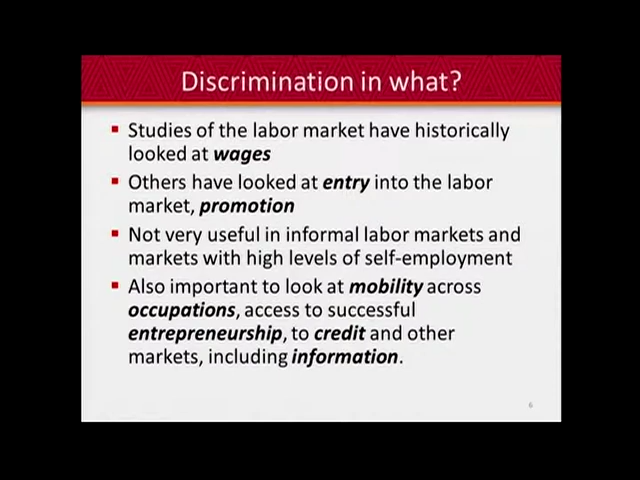 Discrimination in what?
Studies of the labor market have historically
looked at wages
Others have looked at entry into the labor
market, promotion
Not very useful in informal labor markets and
markets with high levels of self-employment
Also important to look at mobility across
occupations, access to successful
entrepreneurship, to credit and other
markets, including information.
6